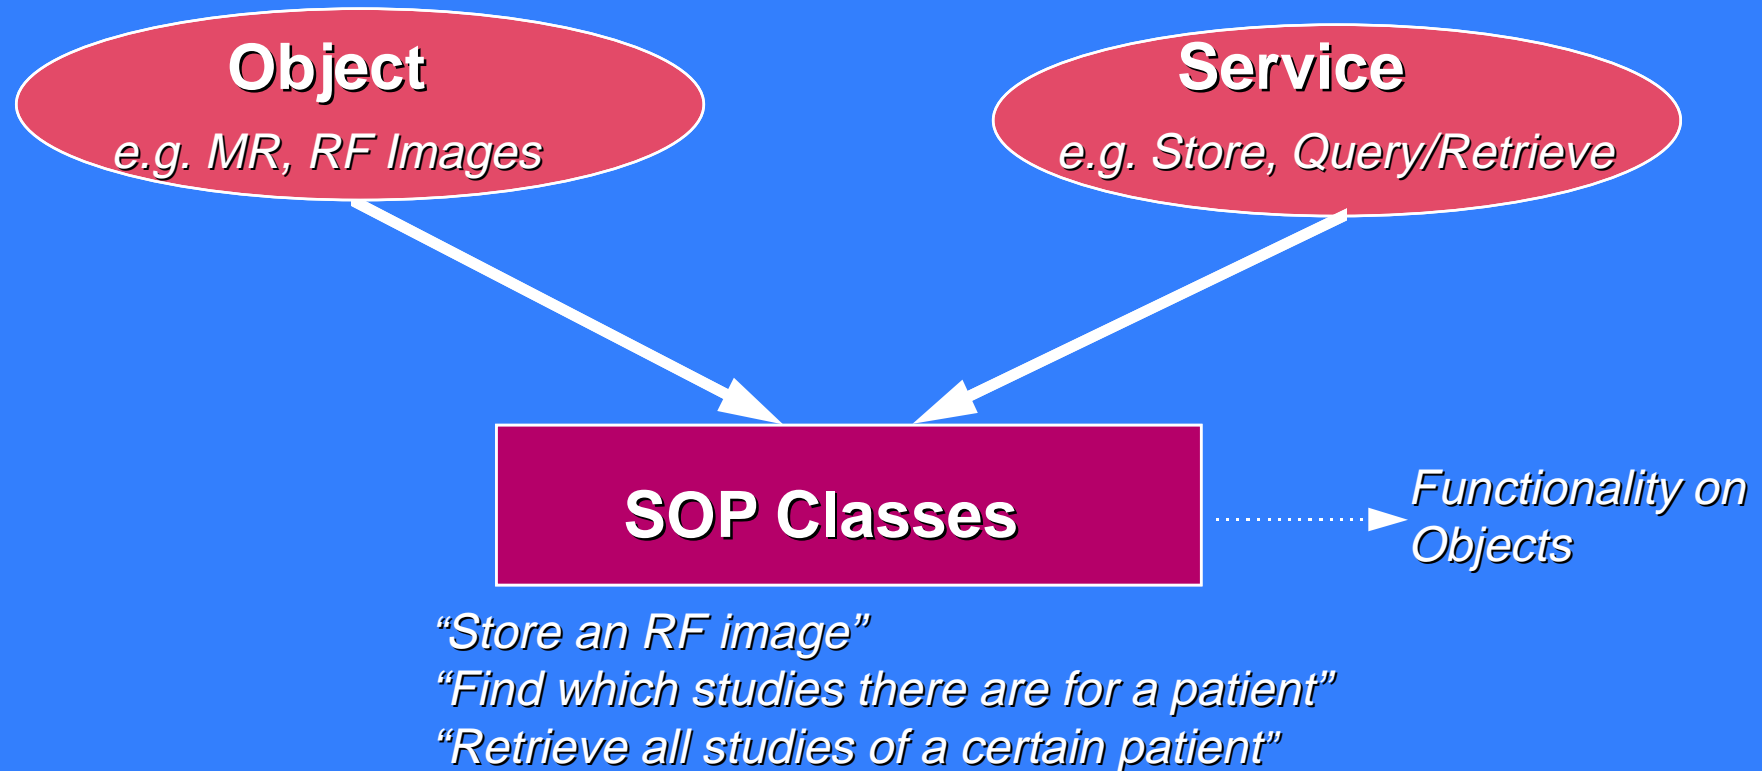 Object
e.g. MR, RF Images
Service
e.g. Store, Query/Retrieve
SOP Classes
Functionality on
Objects
“Store an RF image”
“Find which studies there are for a patient”
“Retrieve all studies of a certain patient”